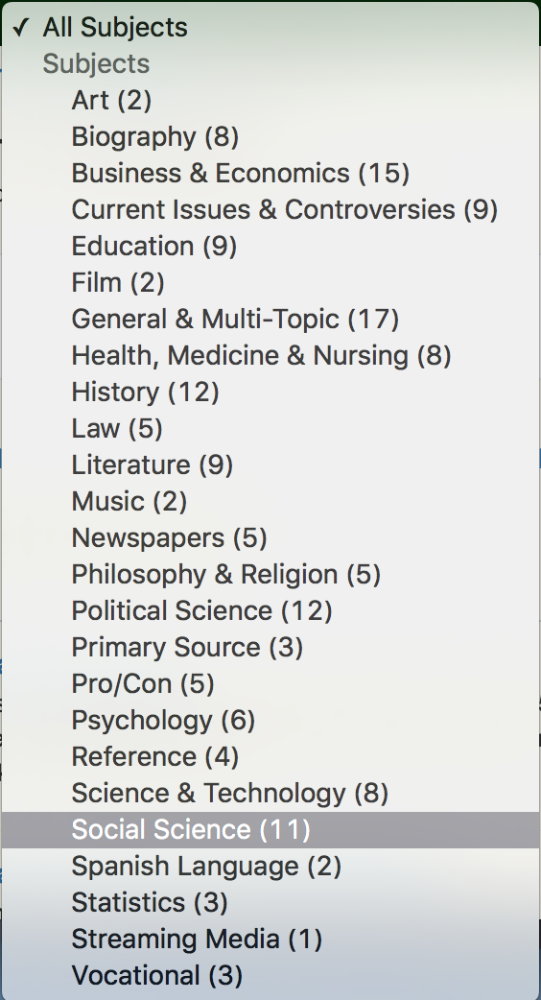 ✓ All Subjects
Subjects
Art (2)
Biography (8)
Business & Economics (15)
Current Issues & Controversies (9)
Education (9)
Film (2)
General & Multi-Topic (17)
Health, Medicine & Nursing (8)
History (12)
Law (5)
Literature (9)
Music (2)
Newspapers (5)
Philosophy & Religion (5)
Political Science (12)
Primary Source (3)
Pro/Con (5)
Psychology (6)
Reference (4)
Science & Technology (8)
Social Science (11)
Spanish Language (2)
Statistics (3)
Streaming Media (1)
Vocational (3)